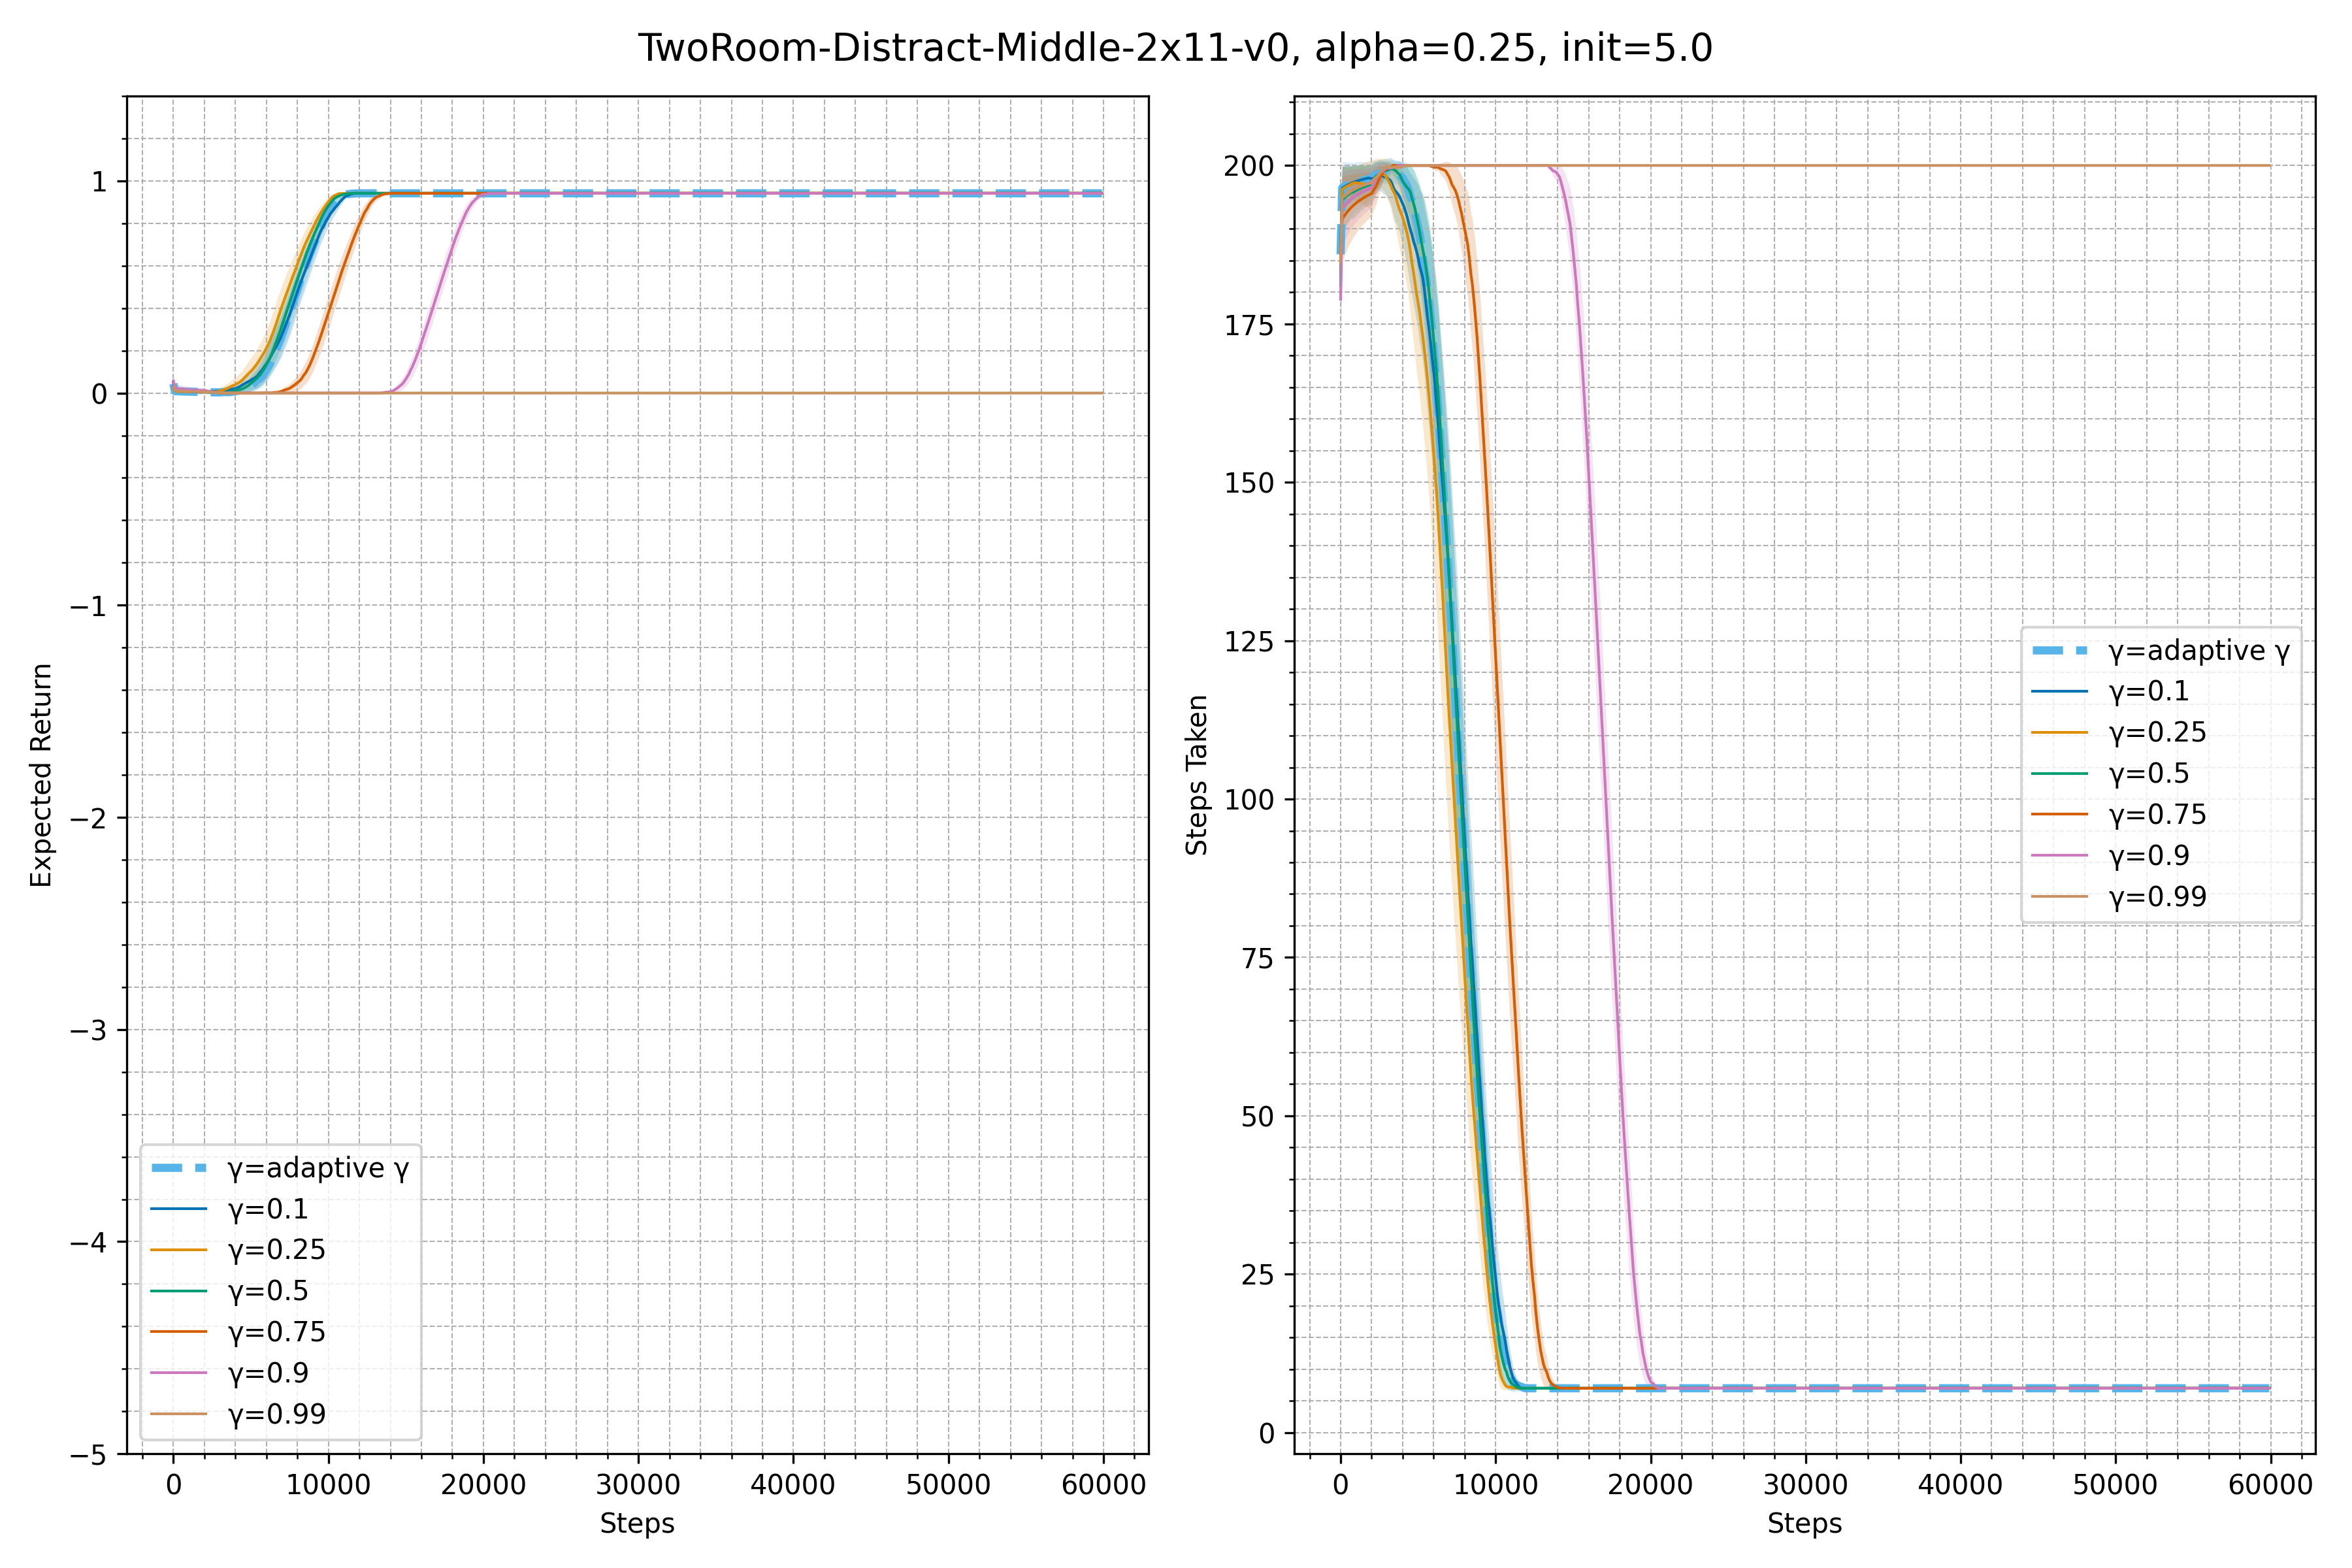 TwoRoom-Distract-Middle-2x11-v0, alpha=0.25, init=5.0
Expected Return
1
0
−1
−2
−3
−4
−5
γ=adaptive γ
γ=0.1
γ=0.25
γ=0.5
γ=0.75
γ=0.9
γ=0.99
0 10000 20000 30000 40000 50000 60000
Steps
Steps Taken
200
175
150
125
100
75
50
25
0
γ=adaptive γ
γ=0.1
γ=0.25
γ=0.5
γ=0.75
γ=0.9
γ=0.99
0 10000 20000 30000 40000 50000 60000
Steps